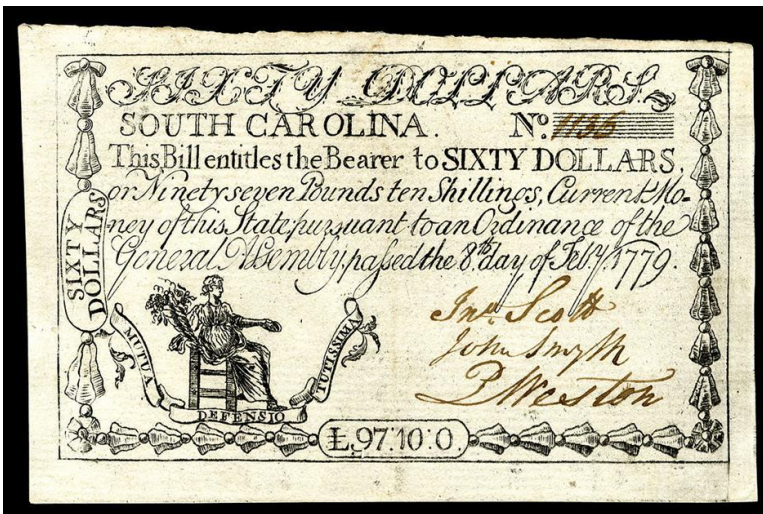 SIXTY DOLLARS.
SOUTH CAROLINA. No. 1136
This Bill entitles the Bearer to SIXTY DOLLARS,
or Ninety seven Pounds ten Shillings, Current Mo-
ney of this State, pursuant to an Ordinance of the
General Assembly, passed the 8th day of Feb.y 1779.
SIXTY
DOLLARS
Jno. Scott
John Smyth
P Weston
MUTUA
DEFENSIO
TUTISSIMA
Ł.97.10:0.